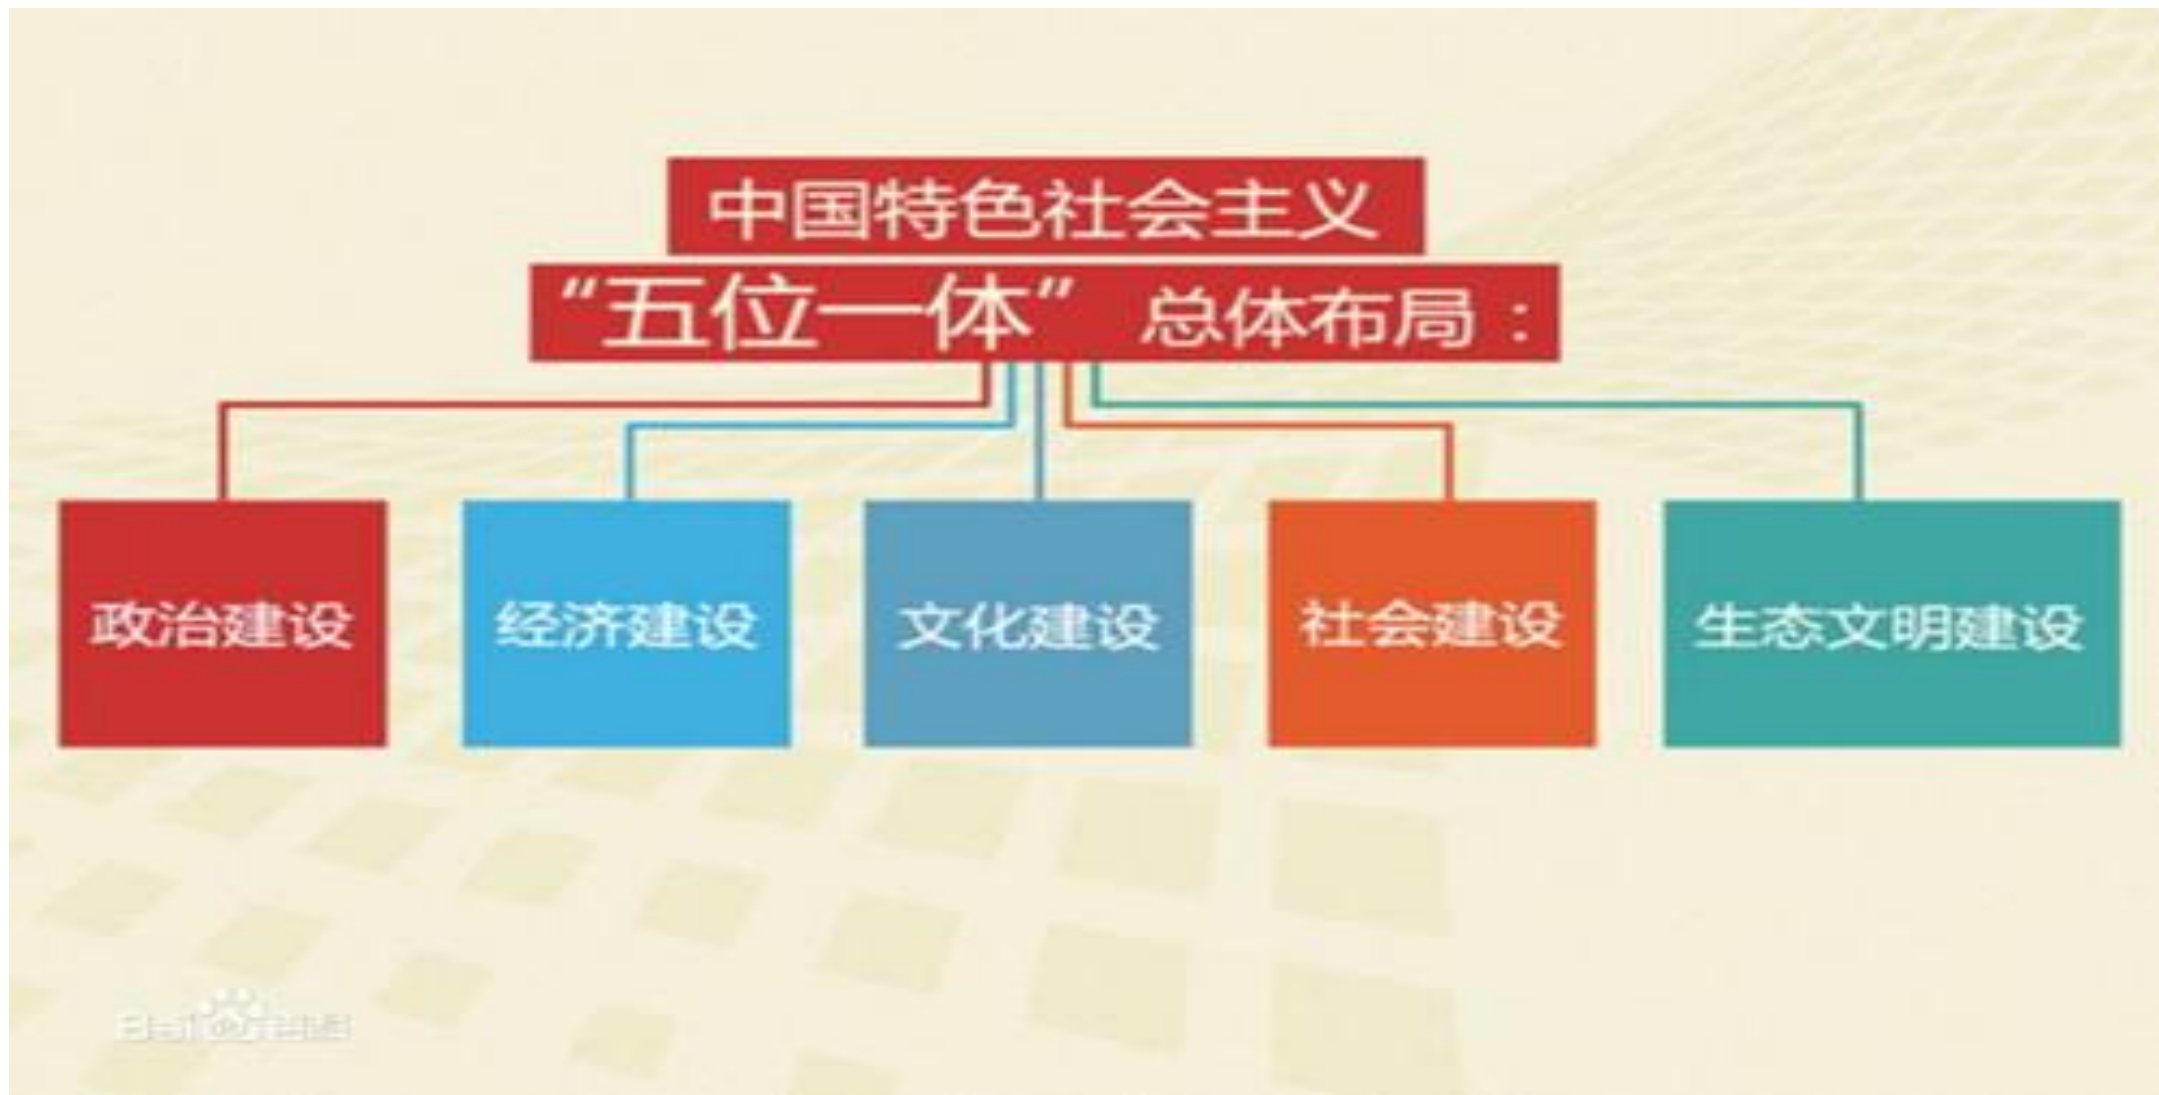 中国特色社会主义
“五位一体” 总体布局：
政治建设
经济建设
文化建设
社会建设
生态文明建设